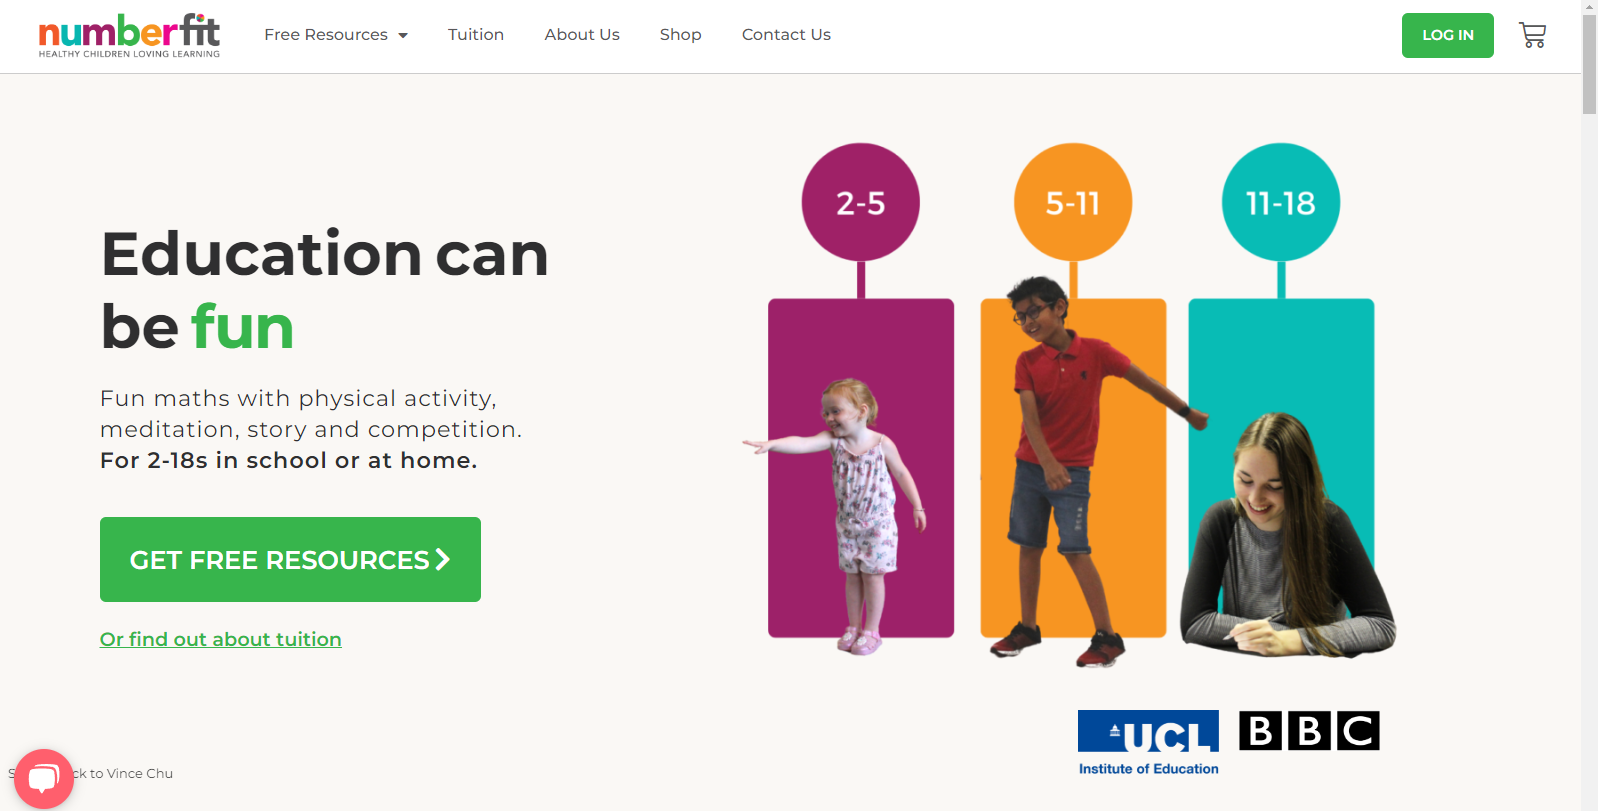 numberfit
HEALTHY CHILDREN LOVING LEARNING
Free Resources
Tuition
About Us
Shop
Contact Us
LOG IN
Education can
be fun
Fun maths with physical activity,
meditation, story and competition.
For 2-18s in school or at home.
GET FREE RESOURCES
Or find out about tuition
2-5
5-11
11-18
UCL
Institute of Education
BBC
to Vince Chu